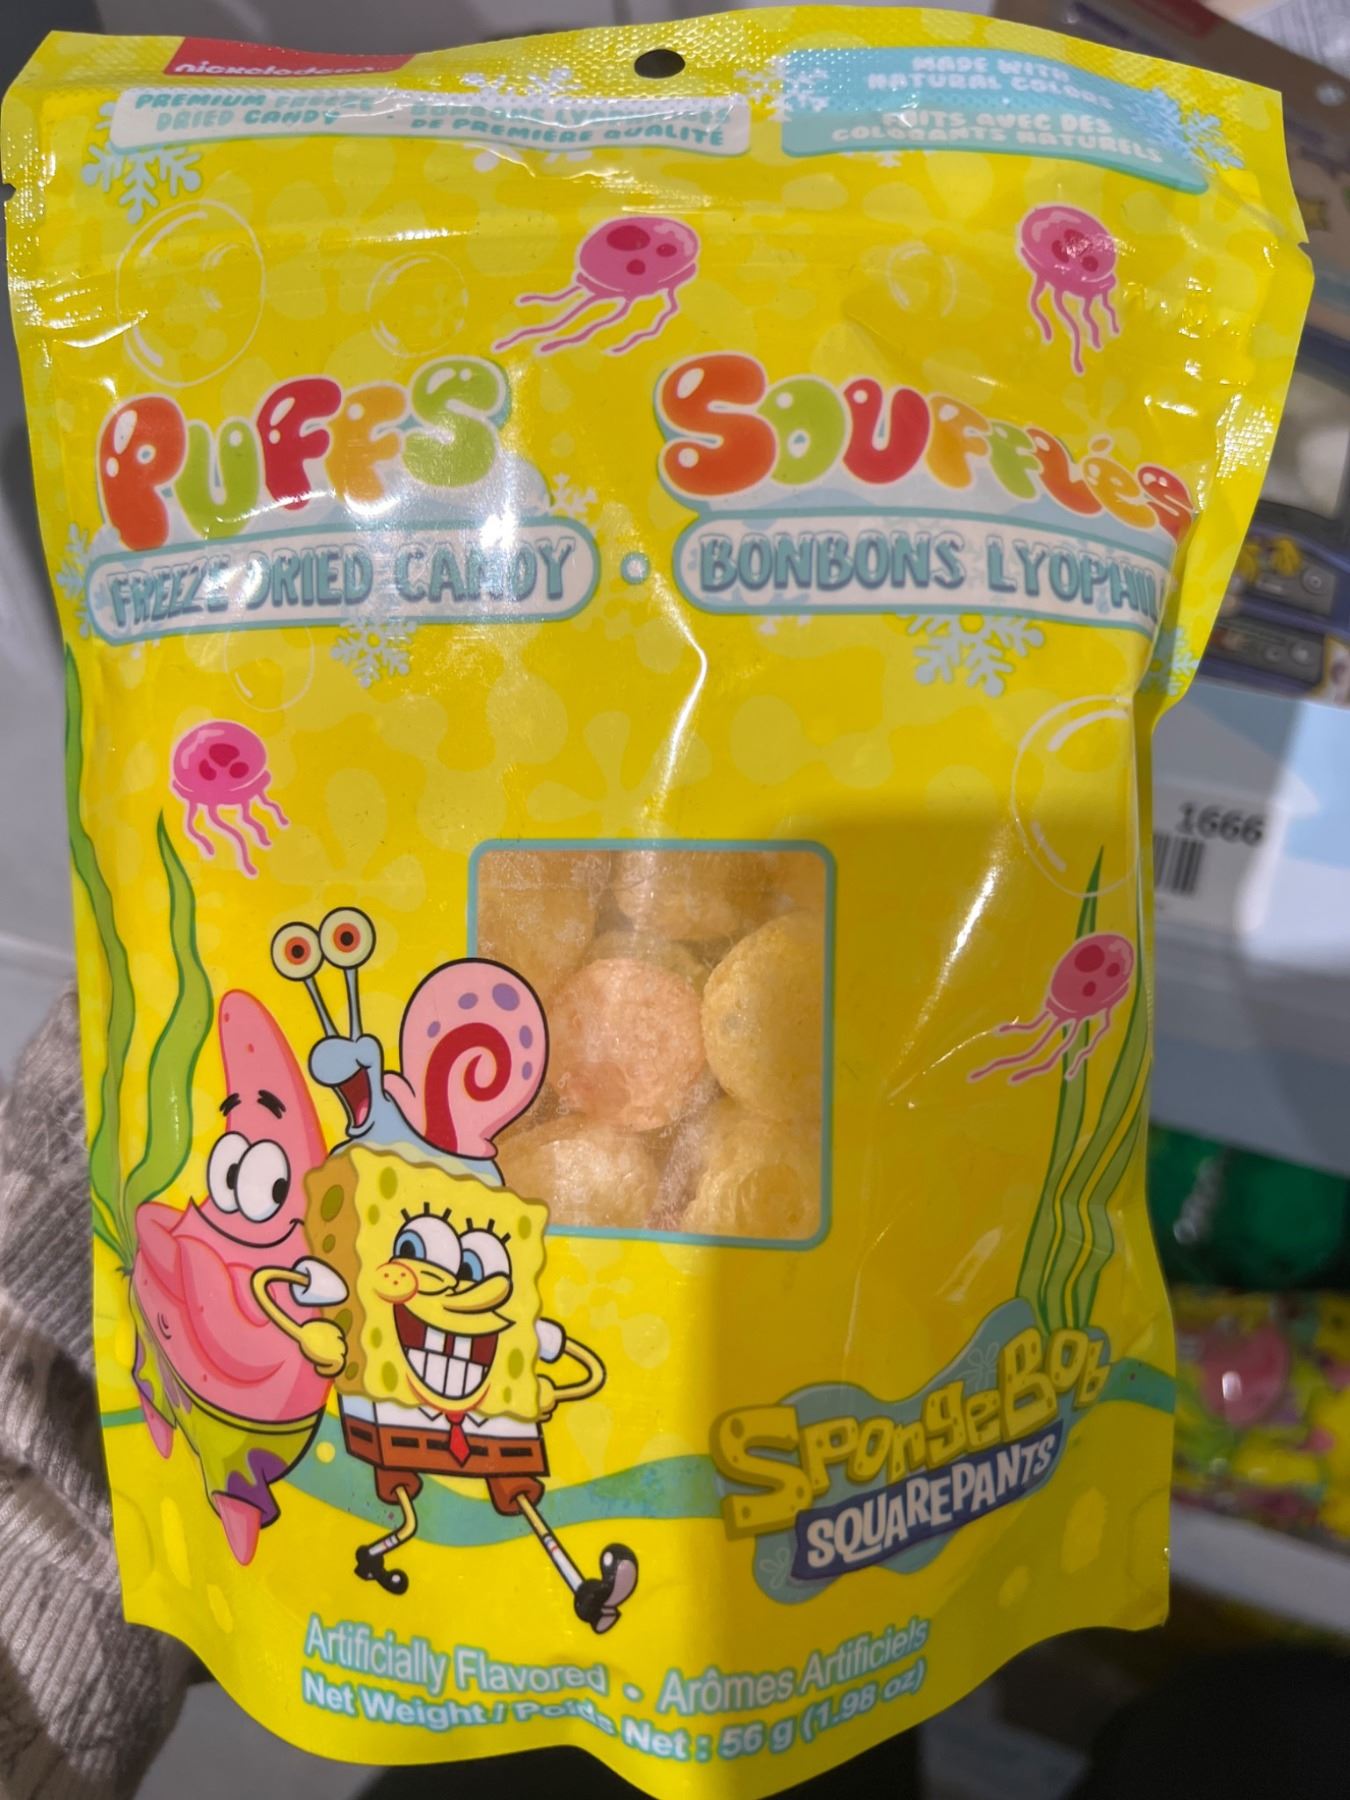 nickelodeon
PREMIUM FREEZE
DRIED CANDY
•
DE PREMIÈRE QUALITÉ
MADE WITH
NATURAL COLORS
FAITS AVEC DES
COLORANTS NATURELS
PUFFS
SOUFFLÉS
FREEZE DRIED CANDY • BONBONS
1666
SPONGEBOB
SQUAREPANTS
Artificially Flavored • Arômes Artificiels
Net Weight / Poids Net : 56 g (1.98 oz)